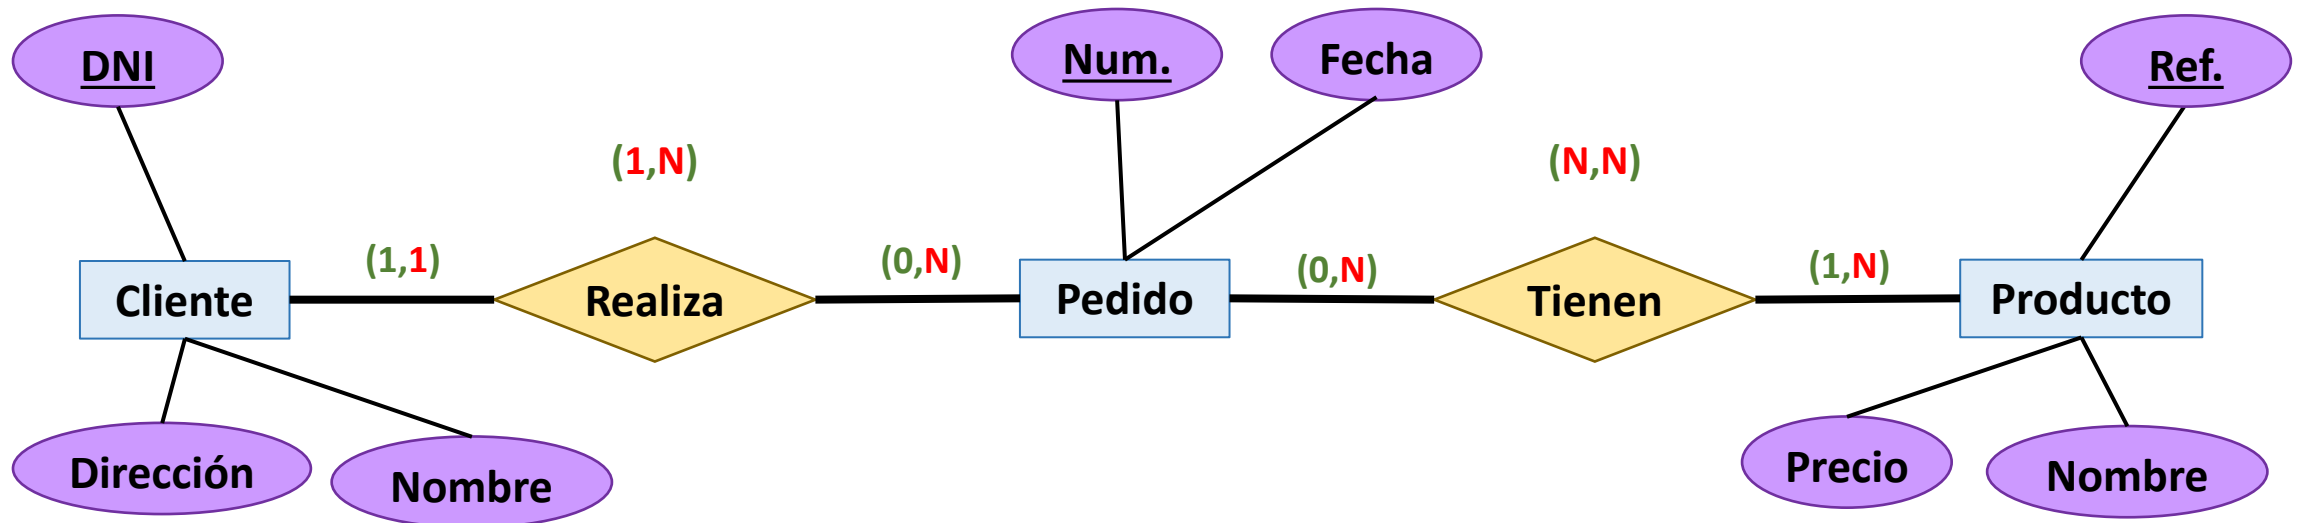 DNI
Num.
Fecha
Ref.
(1,N)
(N,N)
(1,1)
(0,N)
(0,N)
(1,N)
Cliente
Realiza
Pedido
Tienen
Producto
Dirección
Nombre
Precio
Nombre